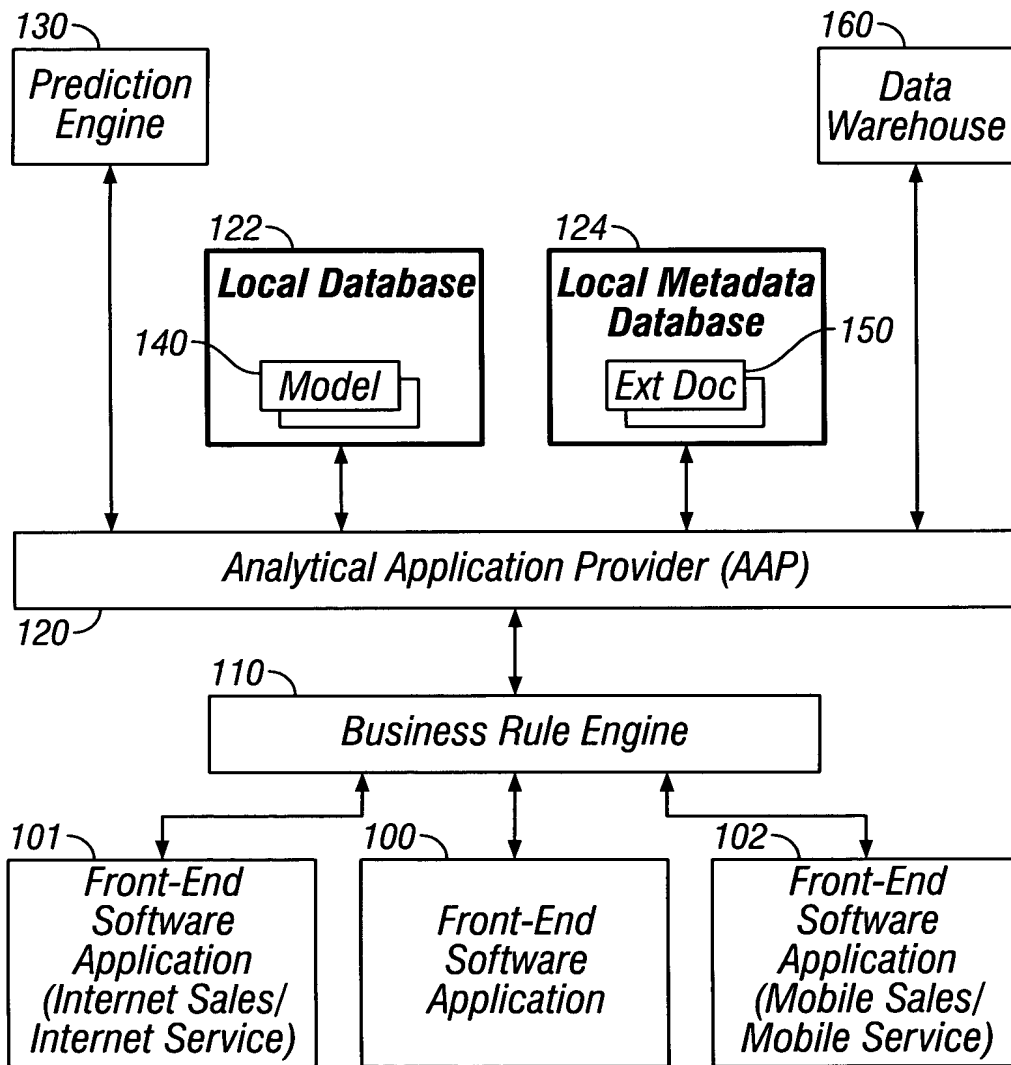 130
Prediction
Engine
160
Data
Warehouse
122
Local Database
140
Model
124
Local Metadata
Database
150
Ext Doc
Analytical Application Provider (AAP)
120
110
Business Rule Engine
101
Front-End
Software
Application
(Internet Sales/
Internet Service)
100
Front-End
Software
Application
102
Front-End
Software
Application
(Mobile Sales/
Mobile Service)